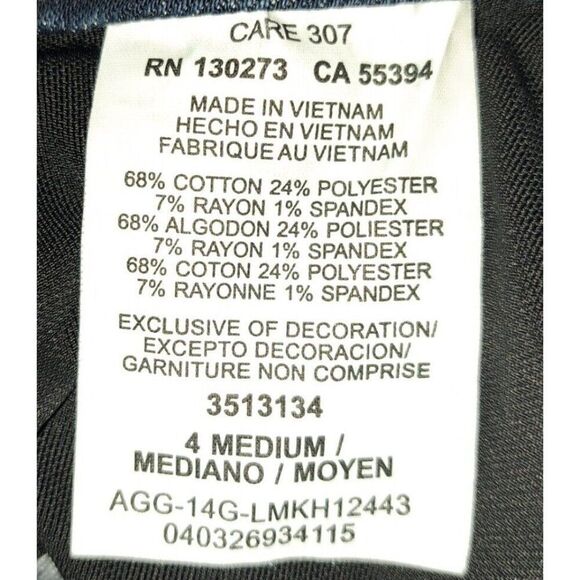 CARE 307
RN 130273 CA 55394
MADE IN VIETNAM
HECHO EN VIETNAM
FABRIQUE AU VIETNAM
68% COTTON 24% POLYESTER
7% RAYON 1% SPANDEX
68% ALGODON 24% POLIESTER
7% RAYON 1% SPANDEX
68% COTON 24% POLYESTER
7% RAYONNE 1% SPANDEX
EXCLUSIVE OF DECORATION/
EXCEPTO DECORACION/
GARNITURE NON COMPRISE
3513134
4 MEDIUM /
MEDIANO / MOYEN
AGG-14G-LMKH12443
040326934115